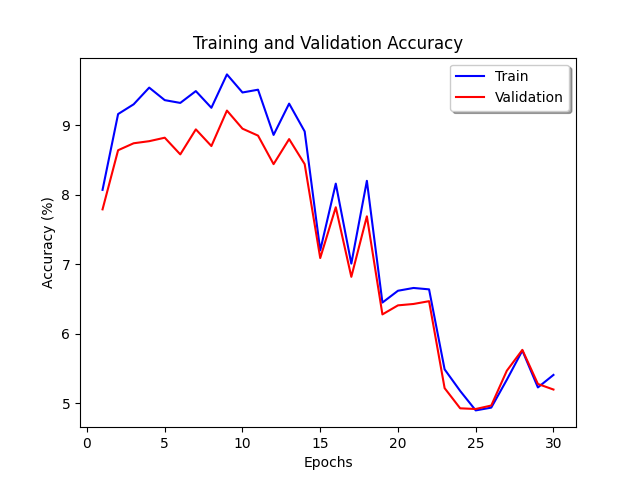 Training and Validation Accuracy
Train
Validation
Accuracy (%)
9
8
7
6
5
0 5 10 15 20 25 30
Epochs